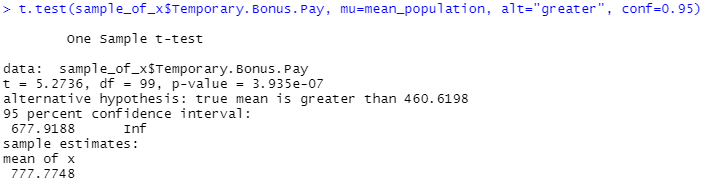 > t.test(sample_of_x$Temporary.Bonus.Pay, mu=mean_population, alt="greater", conf=0.95)
One Sample t-test
data:  sample_of_x$Temporary.Bonus.Pay
t = 5.2736, df = 99, p-value = 3.935e-07
alternative hypothesis: true mean is greater than 460.6198
95 percent confidence interval:
677.9188      Inf
sample estimates:
mean of x
777.7748